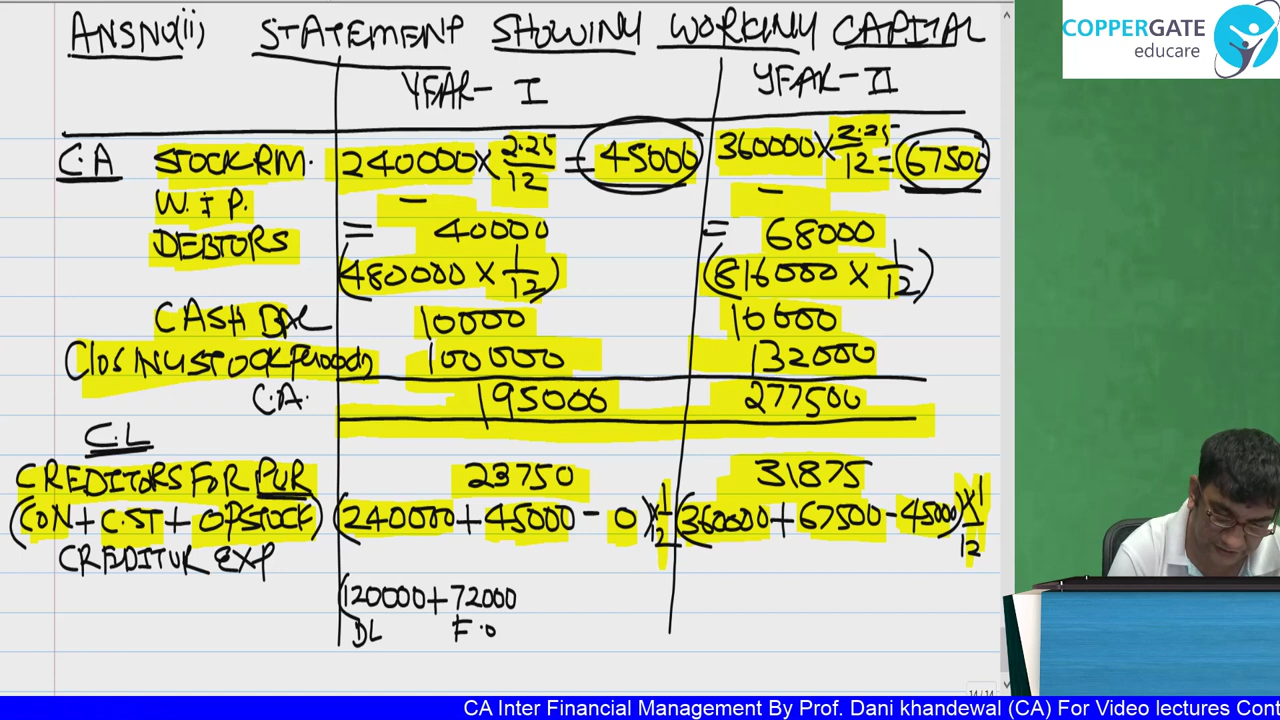 ANSNO(ii) STATEMENT SHOWING WORKING CAPITAL
YEAR - I YEAR - II
C.A STOCK RM. 240000 × 2.25/12 = 45000 360000 × 2.25/12 = 67500
W.I.P. – –
DEBTORS = 40000 = 68000
(480000 × 1/12) (816000 × 1/12)
CASH BAL 10000 10000
ClOSING STOCK 100000 132000
C.A. 195000 277500
C.L
CREDITORS FOR PUR 23750 31875
(CON + C.ST + OPSTOCK) (240000 + 45000 - 0) × 1/12 (360000 + 67500 - 45000) × 1/12
CREDITOR EXP
(120000 + 72000
DL F.O
14/14
COPPERGATE
educare
CA Inter Financial Management By Prof. Dani khandewal (CA) For Video lectures Cont